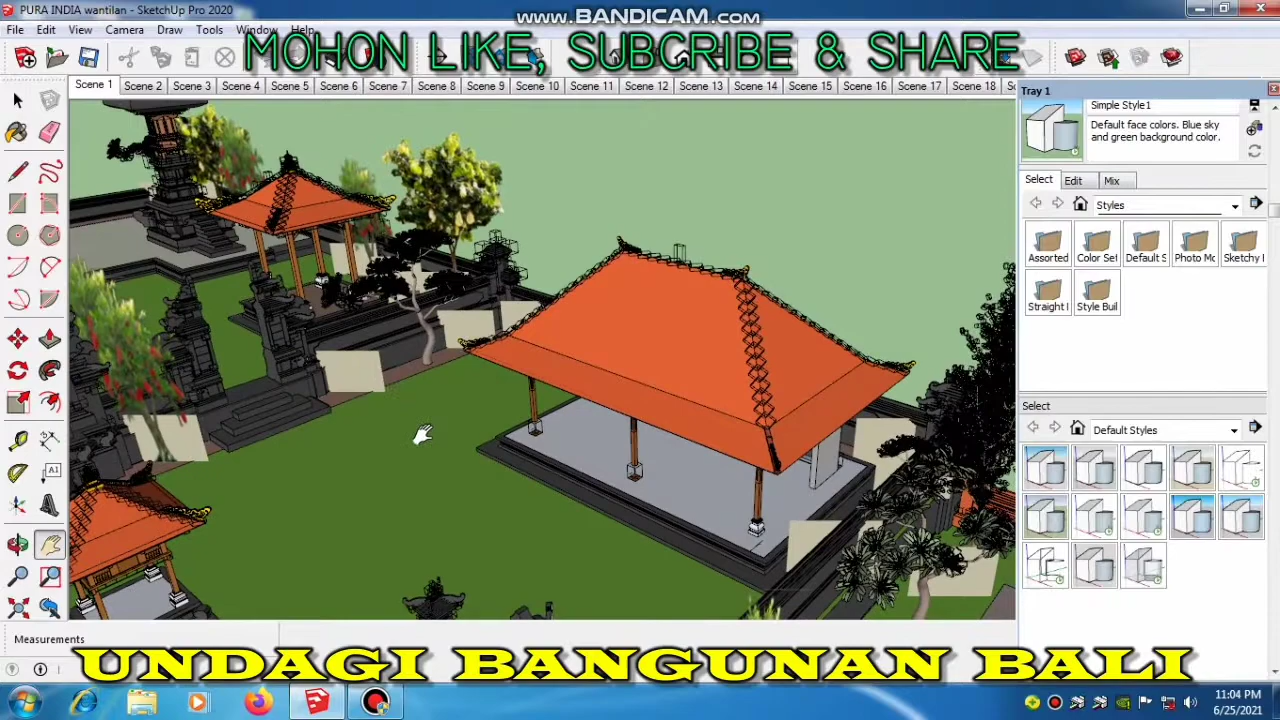 PURA INDIA wantilan - SketchUp Pro 2020
www.BANDICAM.com
File Edit View Camera Draw Tools Window Help
MOHON LIKE, SUBCRIBE & SHARE
Scene 1 Scene 2 Scene 3 Scene 4 Scene 5 Scene 6 Scene 7 Scene 8 Scene 9 Scene 10 Scene 11 Scene 12 Scene 13 Scene 14 Scene 15 Scene 16 Scene 17 Scene 18 Sc
Tray 1
Simple Style1
Default face colors. Blue sky
and green background color.
Select Edit Mix
Styles
Assorted Color Set Default S Photo Mo Sketchy I
Straight I Style Buil
Select
Default Styles
A1
Measurements
UNDAGI BANGUNAN BALI
11:04 PM
6/25/2021